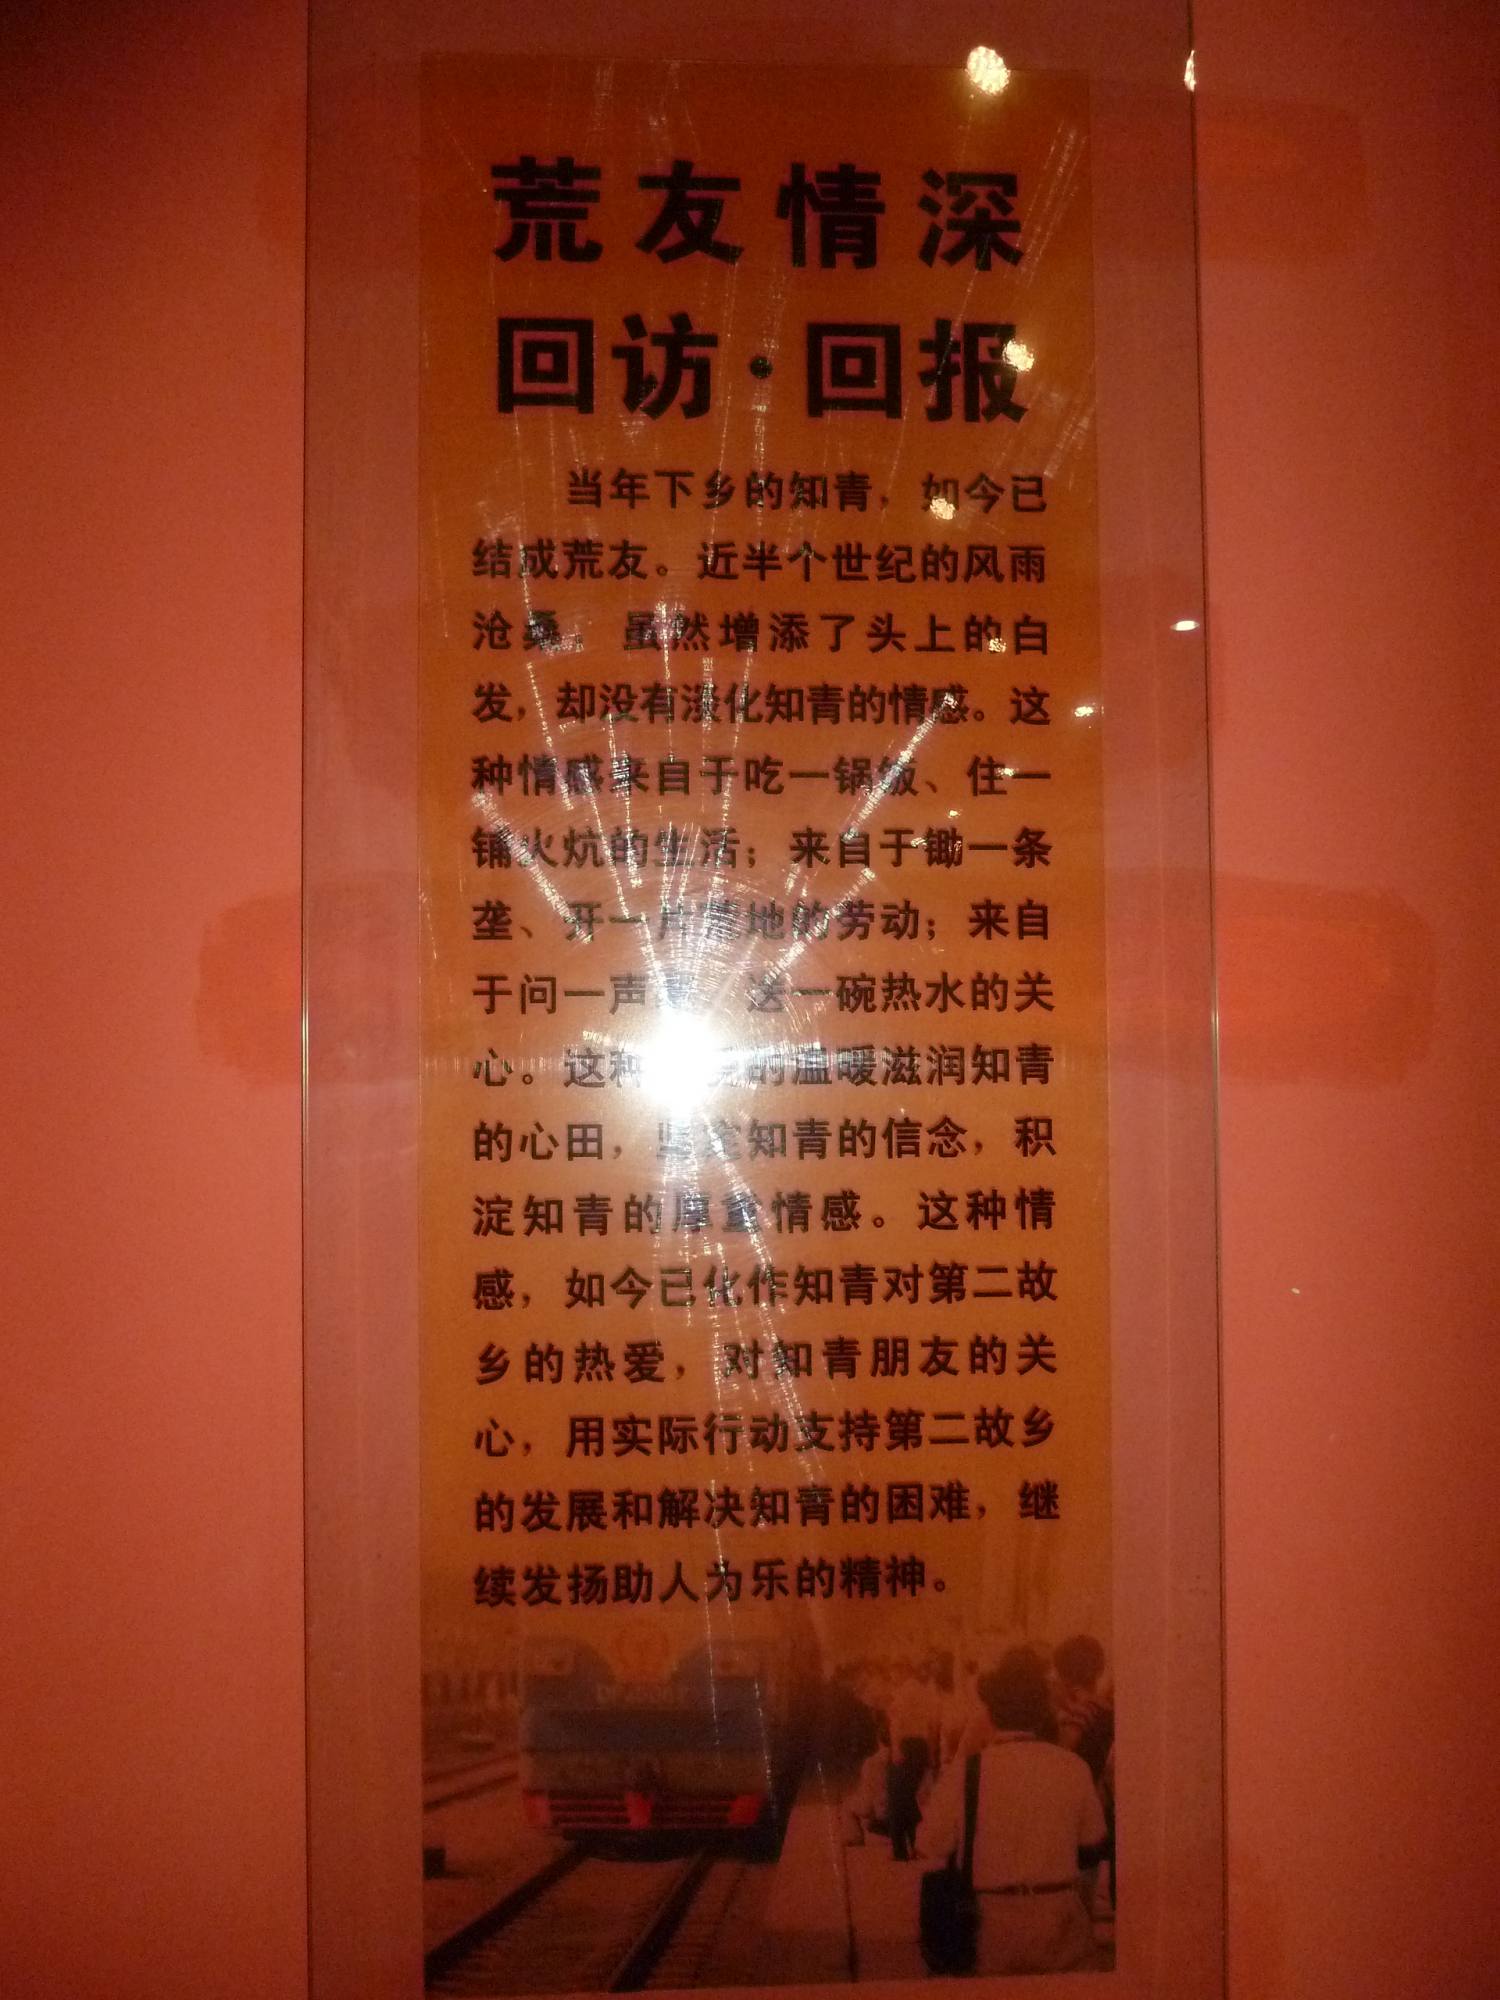 荒友情深
回访·回报
当年下乡的知青，如今已
结成荒友。近半个世纪的风雨
沧桑，虽然增添了头上的白
发，却没有淡化知青的情感。这
种情感来自于吃一锅饭、住一
铺火炕的生活；来自于锄一条
垄、开一片荒地的劳动；来自
于问一声 送一碗热水的关
心。这种 的温暖滋润知青
的心田，坚定知青的信念，积
淀知青的厚重情感。这种情
感，如今已化作知青对第二故
乡的热爱，对知青朋友的关
心，用实际行动支持第二故乡
的发展和解决知青的困难，继
续发扬助人为乐的精神。